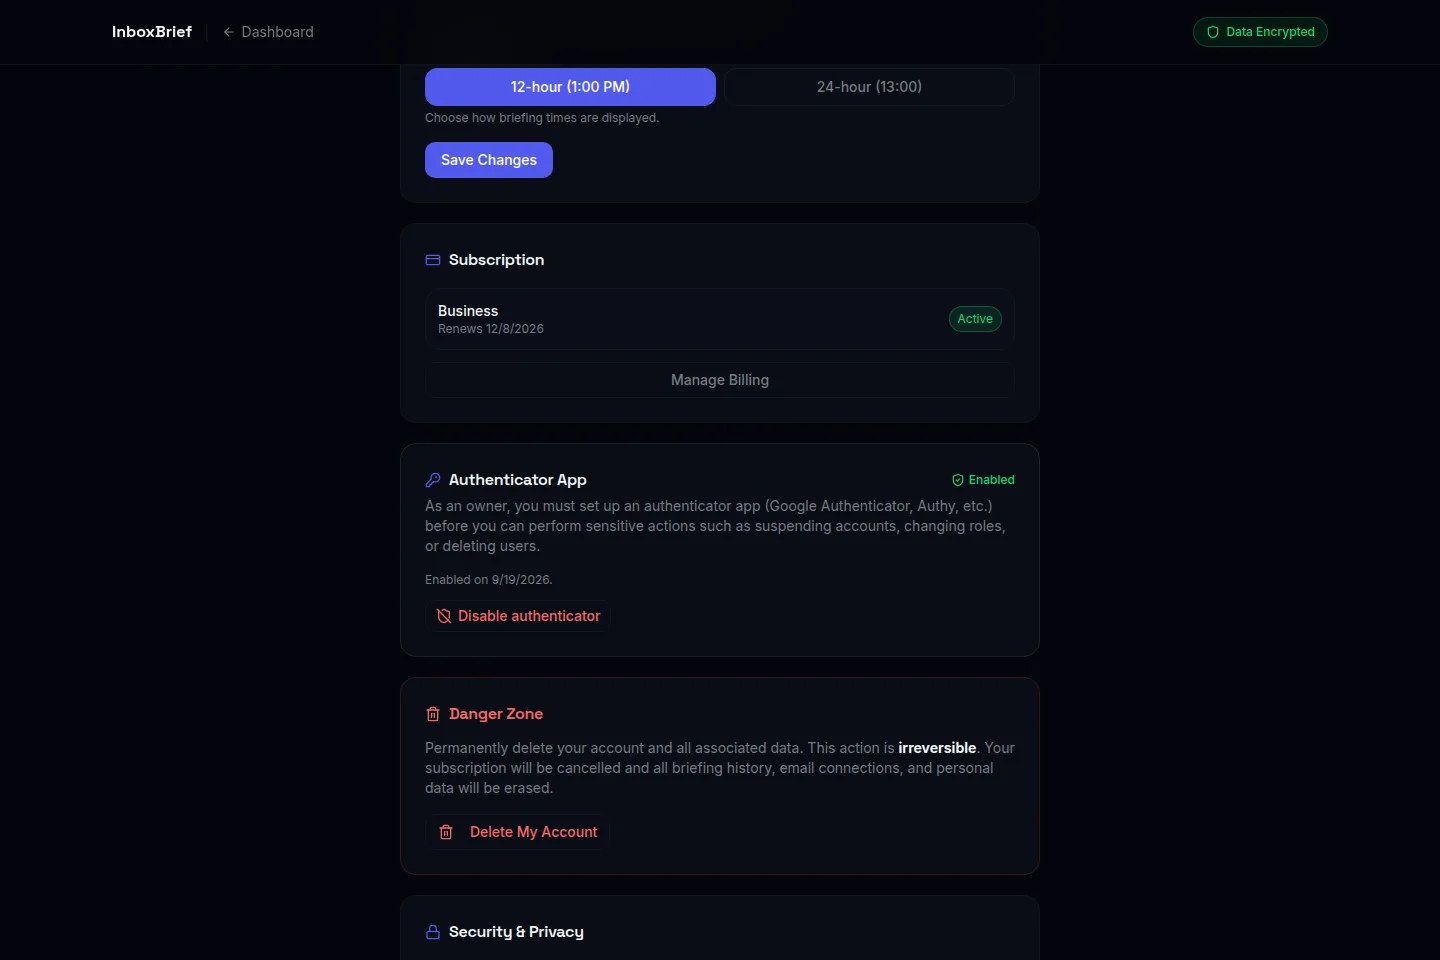 InboxBrief
Dashboard
Data Encrypted
12-hour (1:00 PM)
24-hour (13:00)
Choose how briefing times are displayed.
Save Changes
Subscription
Business
Renews 12/8/2026
Active
Manage Billing
Authenticator App
Enabled
As an owner, you must set up an authenticator app (Google Authenticator, Authy, etc.)
before you can perform sensitive actions such as suspending accounts, changing roles,
or deleting users.
Enabled on 9/19/2026.
Disable authenticator
Danger Zone
Permanently delete your account and all associated data. This action is irreversible. Your
subscription will be cancelled and all briefing history, email connections, and personal
data will be erased.
Delete My Account
Security & Privacy